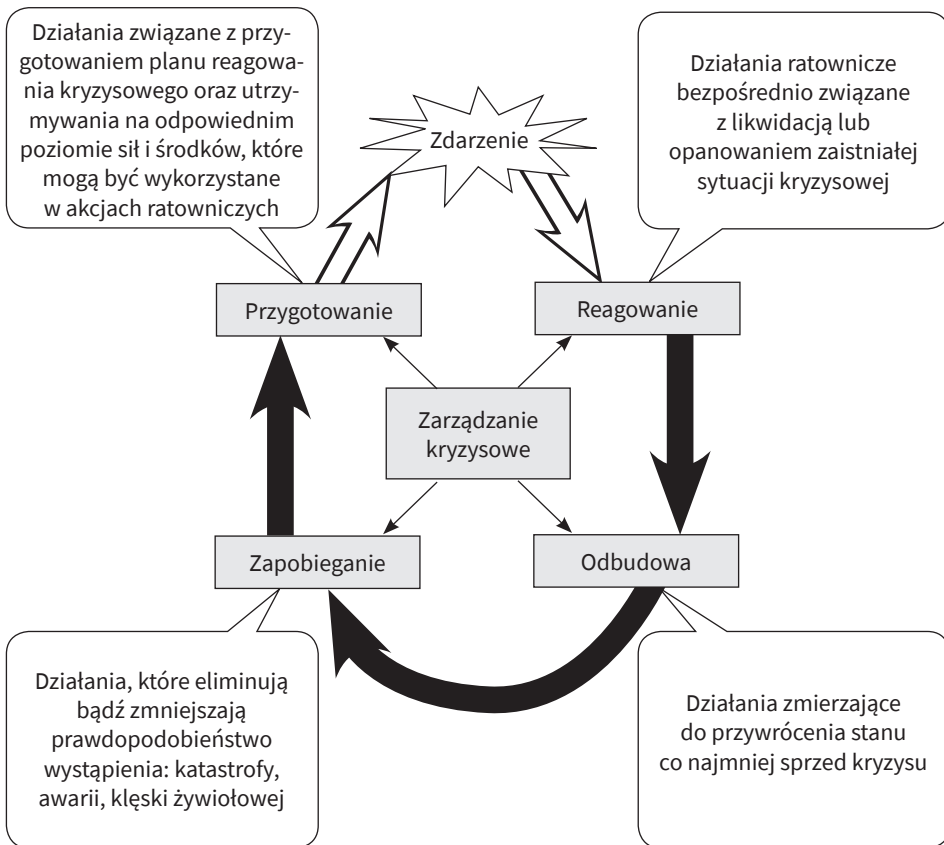 Działania związane z przy-
gotowaniem planu reagowa-
nia kryzysowego oraz utrzy-
mywania na odpowiednim
poziomie sił i środków, które
mogą być wykorzystane
w akcjach ratowniczych
Zdarzenie
Działania ratownicze
bezpośrednio związane
z likwidacją lub
opanowaniem zaistniałej
sytuacji kryzysowej
Przygotowanie
Reagowanie
Zarządzanie
kryzysowe
Zapobieganie
Odbudowa
Działania, które eliminują
bądź zmniejszają
prawdopodobieństwo
wystąpienia: katastrofy,
awarii, klęski żywiołowej
Działania zmierzające
do przywrócenia stanu
co najmniej sprzed kryzysu